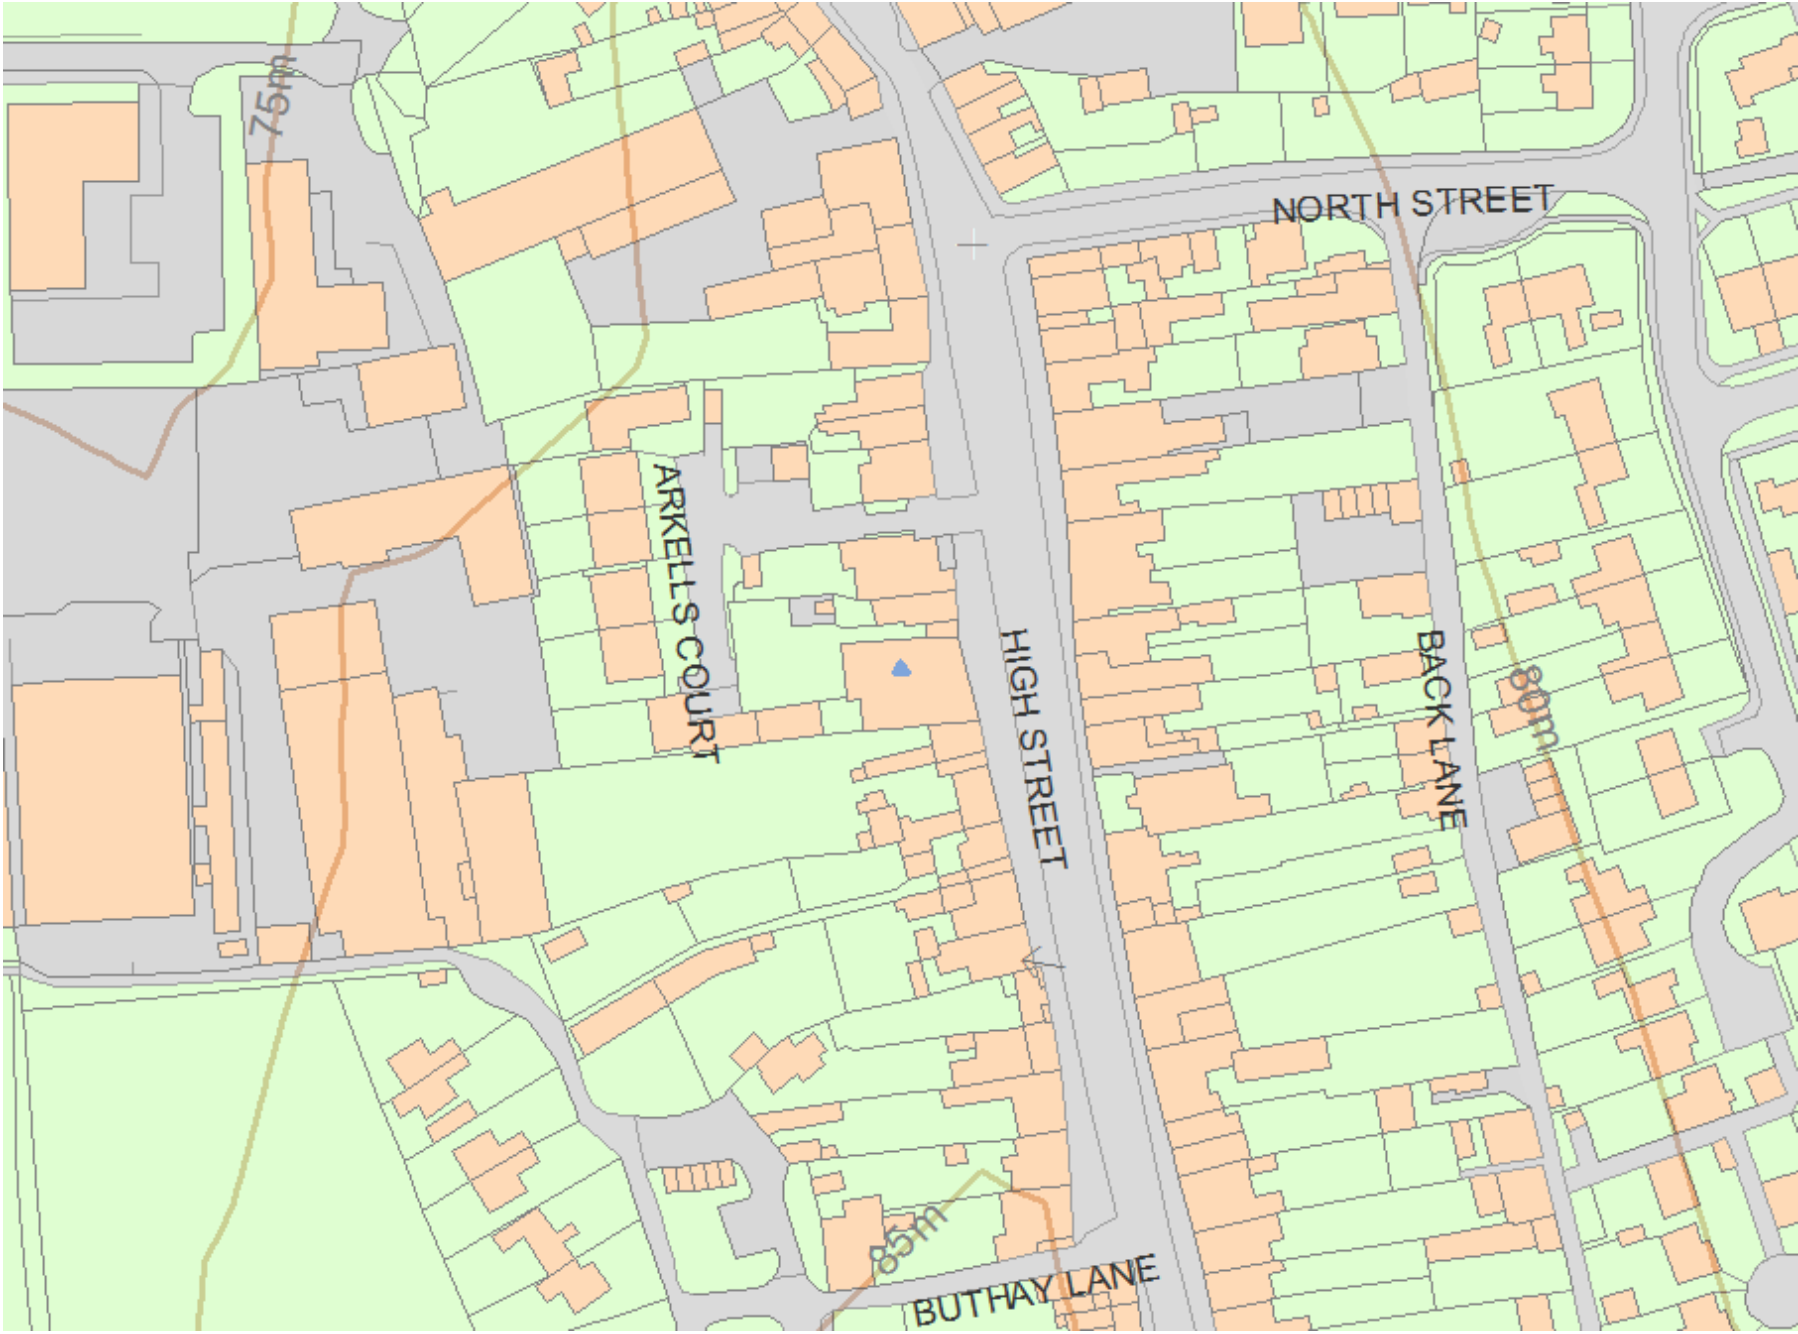 75m
NORTH STREET
ARKELLS COURT
HIGH STREET
BACK LANE
80m
85m
BUTHAY LANE